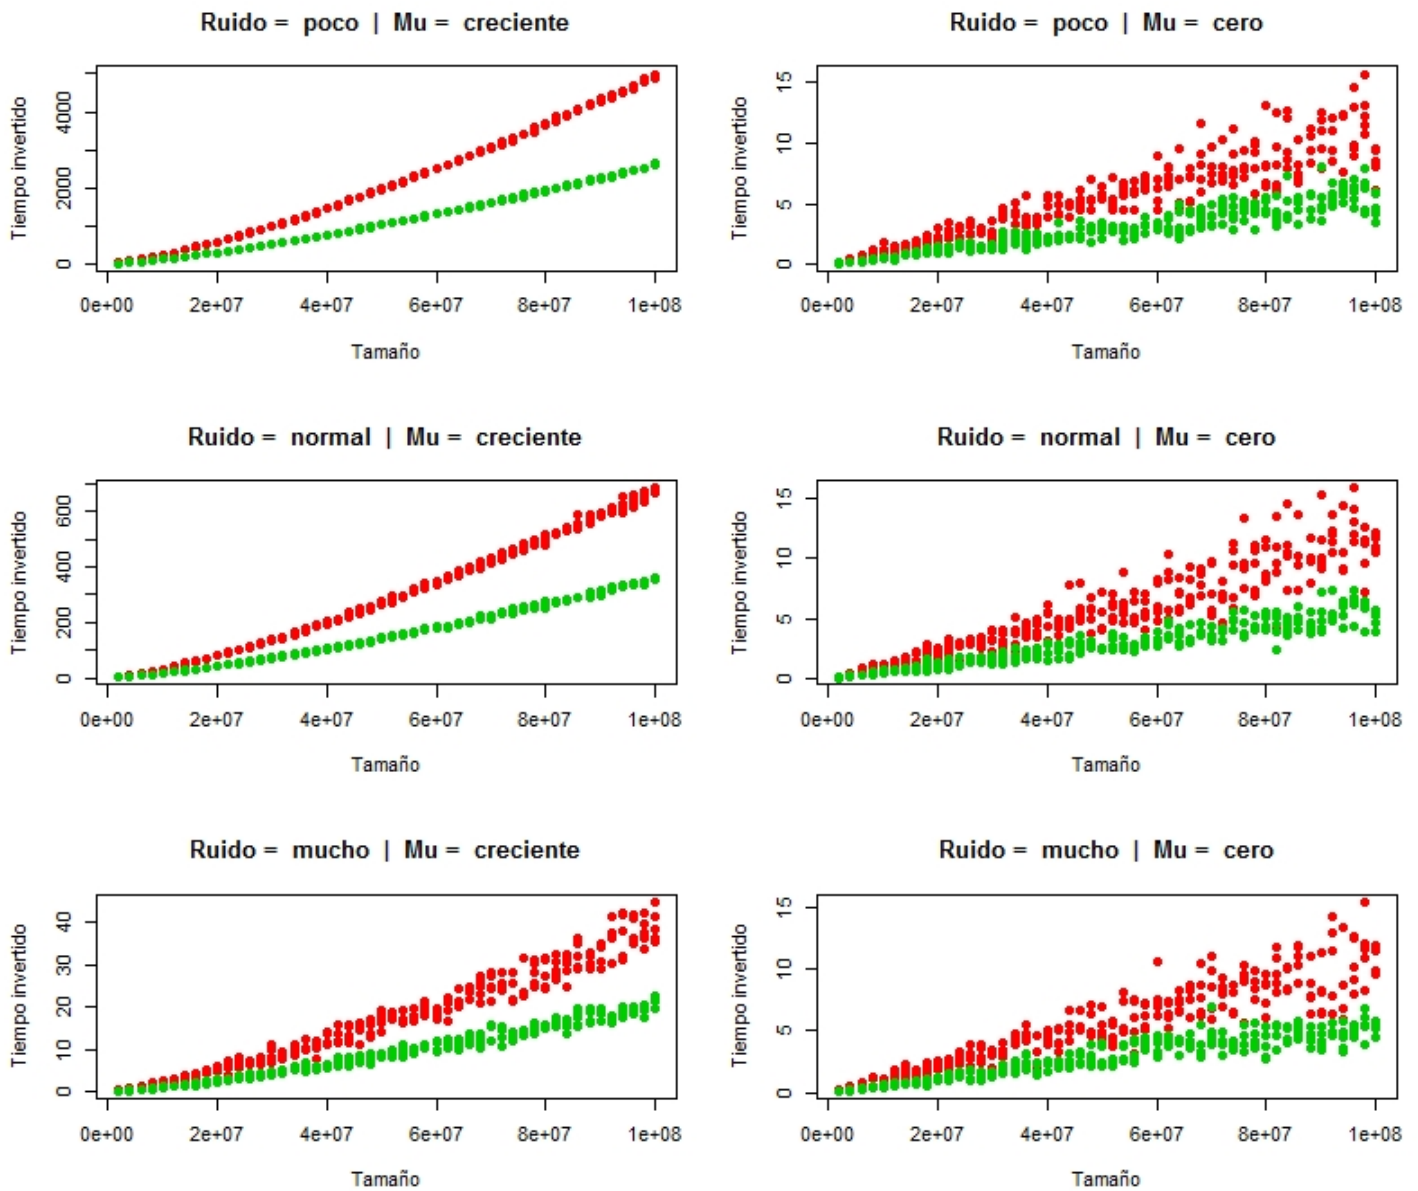 Ruido = poco | Mu = creciente
Tiempo invertido
0 2000 4000
0e+00 2e+07 4e+07 6e+07 8e+07 1e+08
Tamaño
Ruido = poco | Mu = cero
Tiempo invertido
0 5 10 15
0e+00 2e+07 4e+07 6e+07 8e+07 1e+08
Tamaño
Ruido = normal | Mu = creciente
Tiempo invertido
0 200 400 600
0e+00 2e+07 4e+07 6e+07 8e+07 1e+08
Tamaño
Ruido = normal | Mu = cero
Tiempo invertido
0 5 10 15
0e+00 2e+07 4e+07 6e+07 8e+07 1e+08
Tamaño
Ruido = mucho | Mu = creciente
Tiempo invertido
0 10 20 30 40
0e+00 2e+07 4e+07 6e+07 8e+07 1e+08
Tamaño
Ruido = mucho | Mu = cero
Tiempo invertido
0 5 10 15
0e+00 2e+07 4e+07 6e+07 8e+07 1e+08
Tamaño